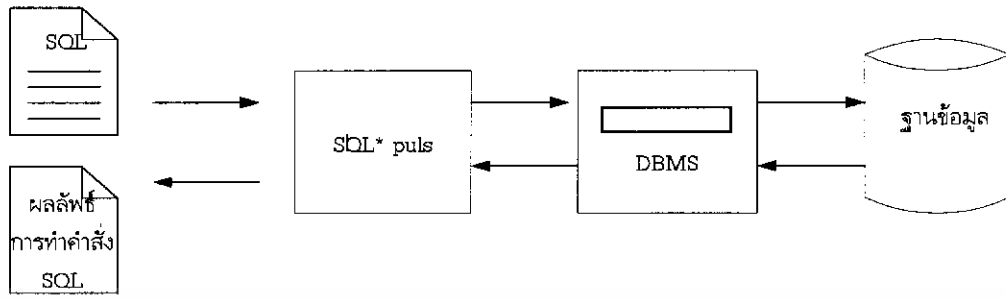 SQL
SQL* puls
DBMS
ฐานข้อมูล
ผลลัพธ์
การทำคำสั่ง
SQL